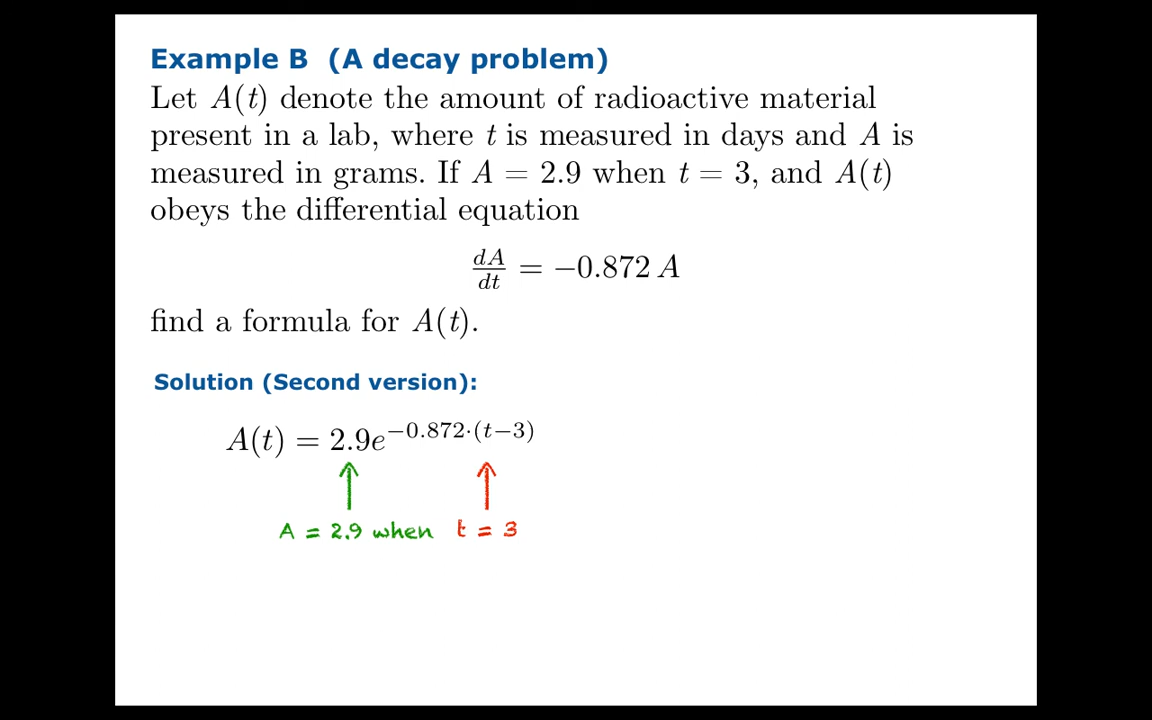 Example B (A decay problem)
Let A(t) denote the amount of radioactive material
present in a lab, where t is measured in days and A is
measured in grams. If A = 2.9 when t = 3, and A(t)
obeys the differential equation
dA/dt = −0.872 A
find a formula for A(t).
Solution (Second version):
A(t) = 2.9e^{−0.872·(t−3)}
A = 2.9 when t = 3